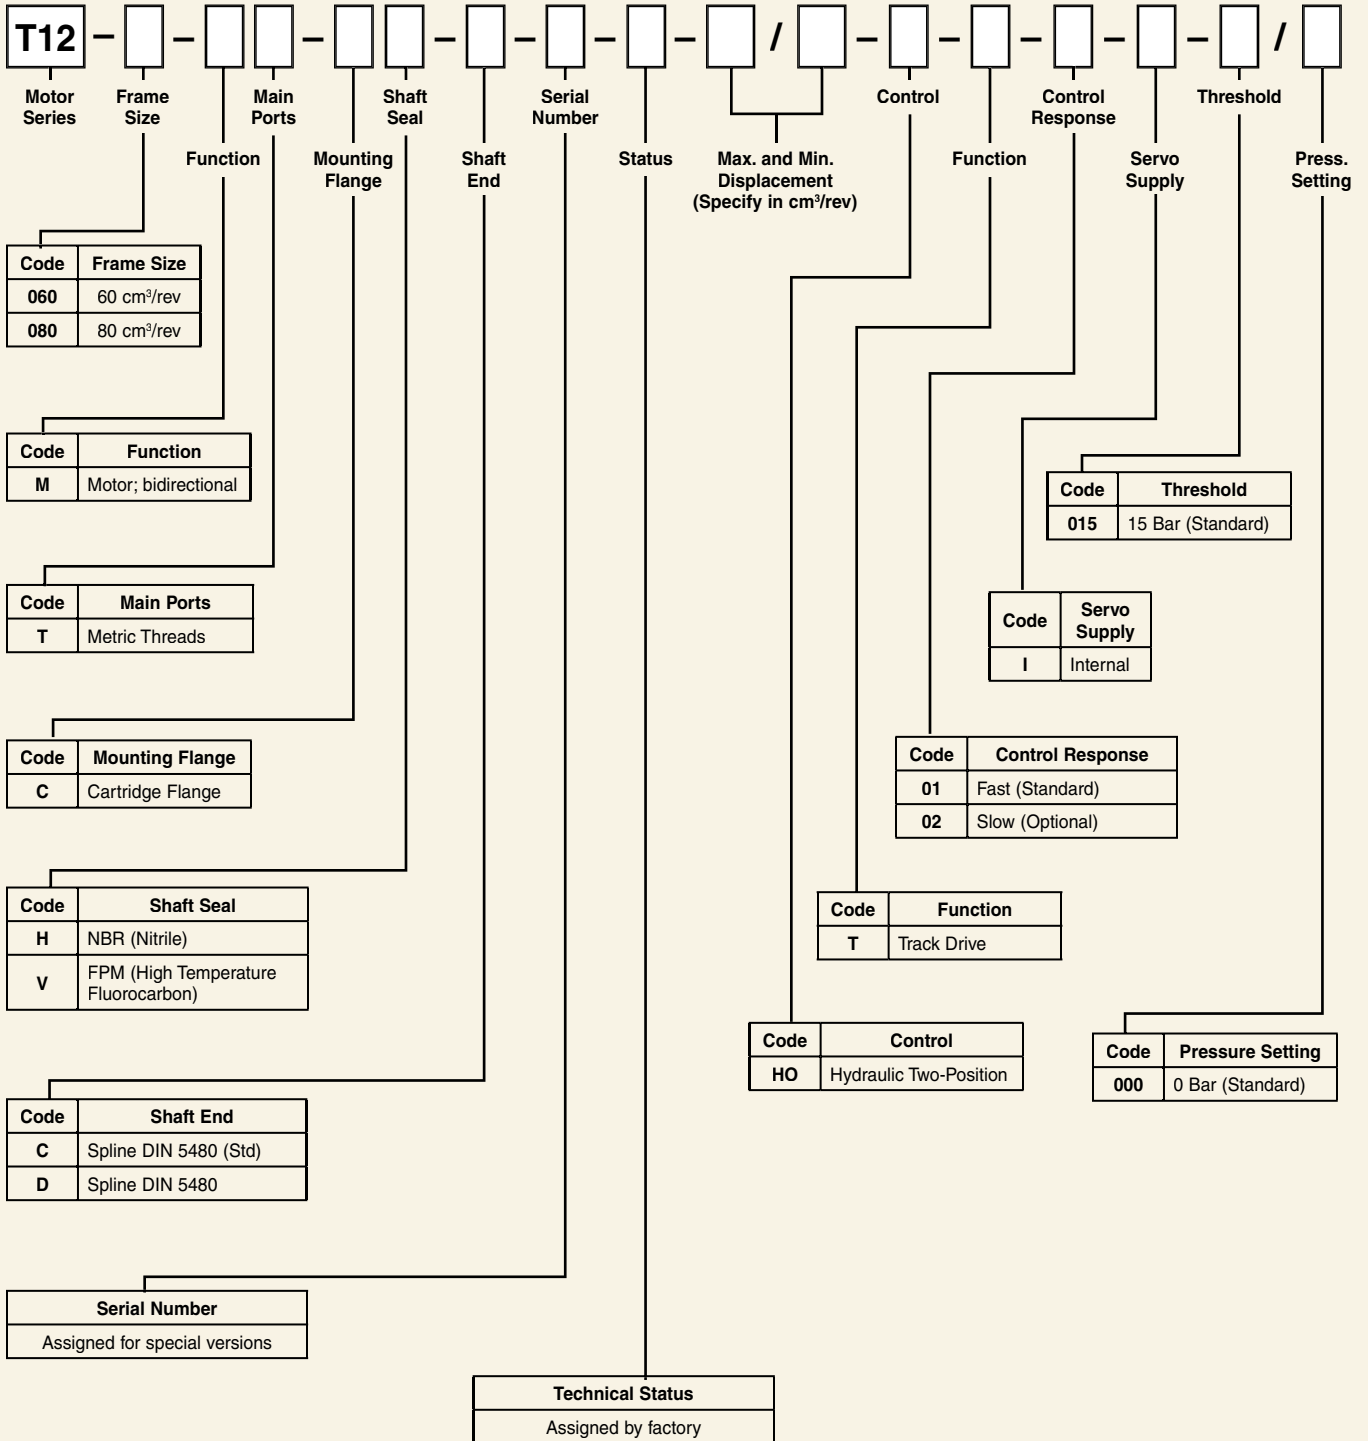 T12 – – – – – – – / – – – – – /
Motor Series
Frame Size
Main Ports
Shaft Seal
Serial Number
Control
Control Response
Threshold
Function
Mounting Flange
Shaft End
Status
Max. and Min. Displacement (Specify in cm³/rev)
Function
Servo Supply
Press. Setting
Code Frame Size
060 60 cm³/rev
080 80 cm³/rev
Code Function
M Motor; bidirectional
Code Main Ports
T Metric Threads
Code Mounting Flange
C Cartridge Flange
Code Shaft Seal
H NBR (Nitrile)
V FPM (High Temperature
Fluorocarbon)
Code Shaft End
C Spline DIN 5480 (Std)
D Spline DIN 5480
Serial Number
Assigned for special versions
Technical Status
Assigned by factory
Code Control
HO Hydraulic Two-Position
Code Function
T Track Drive
Code Control Response
01 Fast (Standard)
02 Slow (Optional)
Code Servo
Supply
I Internal
Code Threshold
015 15 Bar (Standard)
Code Pressure Setting
000 0 Bar (Standard)